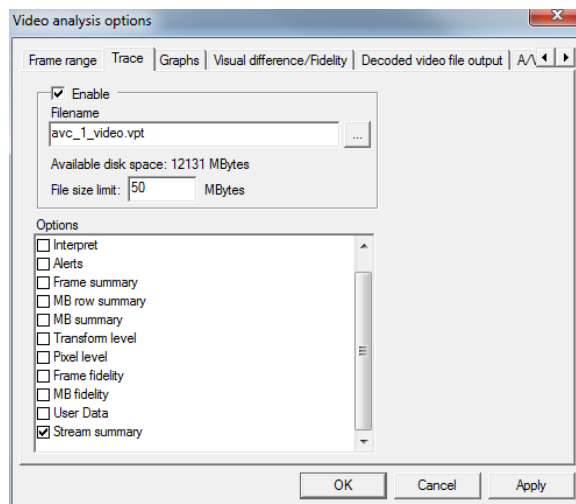 Video analysis options
Frame range Trace Graphs Visual difference/Fidelity Decoded video file output
Enable
Filename
avc_1_video.vpt ...
Available disk space: 12131 MBytes
File size limit: 50 MBytes
Options
Interpret
Alerts
Frame summary
MB row summary
MB summary
Transform level
Pixel level
Frame fidelity
MB fidelity
User Data
Stream summary
OK Cancel Apply